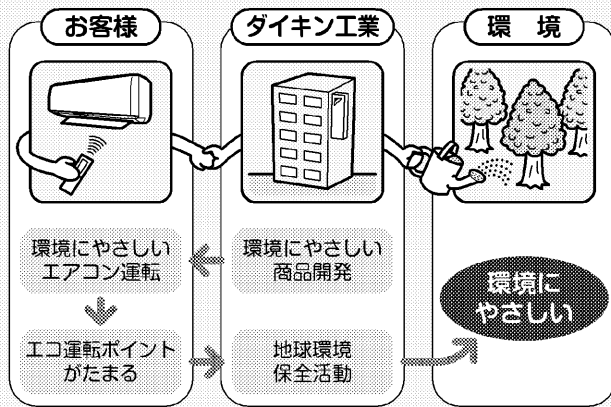 お客様
ダイキン工業
環　境
環境にやさしい
エアコン運転
環境にやさしい
商品開発
環境に
やさしい
エコ運転ポイント
がたまる
地球環境
保全活動